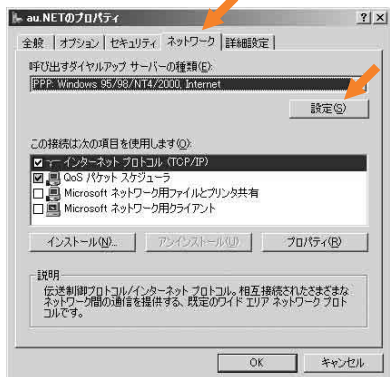 au.NETのプロパティ
全般 オプション セキュリティ ネットワーク 詳細設定
呼び出すダイヤルアップ サーバーの種類(E):
PPP: Windows 95/98/NT4/2000, Internet
設定(S)
この接続は次の項目を使用します(O):
インターネット プロトコル (TCP/IP)
QoS パケット スケジューラ
Microsoft ネットワーク用ファイルとプリンタ共有
Microsoft ネットワーク用クライアント
インストール(N)... アンインストール(U) プロパティ(R)
説明
伝送制御プロトコル/インターネット プロトコル。相互接続されたさまざまな
ネットワーク間の通信を提供する、既定のワイド エリア ネットワーク プロト
コルです。
OK キャンセル